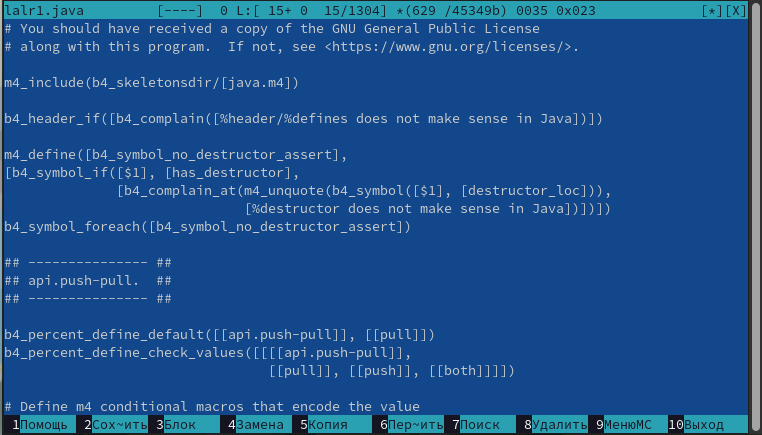 lalr1.java         [----]  0 L:[ 15+ 0  15/1304] *(629 /45349b) 0035 0x023             [*][X]
# You should have received a copy of the GNU General Public License
# along with this program.  If not, see <https://www.gnu.org/licenses/>.

m4_include(b4_skeletonsdir/[java.m4])

b4_header_if([b4_complain([%header/%defines does not make sense in Java])])

m4_define([b4_symbol_no_destructor_assert],
[b4_symbol_if([$1], [has_destructor],
              [b4_complain_at(m4_unquote(b4_symbol([$1], [destructor_loc])),
                              [%destructor does not make sense in Java])])])
b4_symbol_foreach([b4_symbol_no_destructor_assert])

## --------------- ##
## api.push-pull.  ##
## --------------- ##

b4_percent_define_default([[api.push-pull]], [[pull]])
b4_percent_define_check_values([[[[api.push-pull]],
                                 [[pull]], [[push]], [[both]]]])

# Define m4 conditional macros that encode the value
1Помощь 2Сох~ить 3Блок 4Замена 5Копия 6Пер~ить 7Поиск 8Удалить 9МенюMC 10Выход